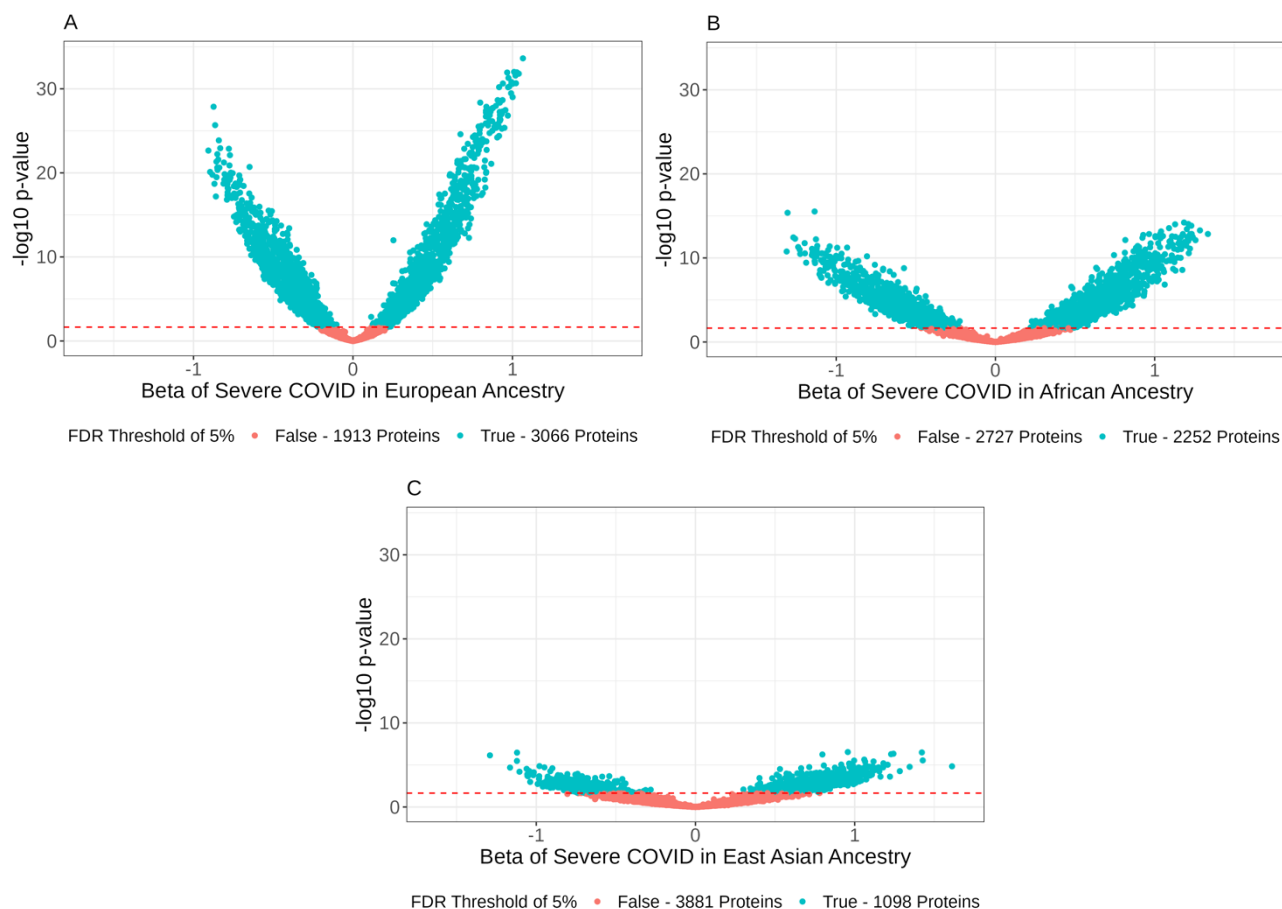 A
-log10 p-value
30
20
10
0
-1
0
1
Beta of Severe COVID in European Ancestry
FDR Threshold of 5% False - 1913 Proteins True - 3066 Proteins
B
-log10 p-value
30
20
10
0
-1
0
1
Beta of Severe COVID in African Ancestry
FDR Threshold of 5% False - 2727 Proteins True - 2252 Proteins
C
-log10 p-value
30
20
10
0
-1
0
1
Beta of Severe COVID in East Asian Ancestry
FDR Threshold of 5% False - 3881 Proteins True - 1098 Proteins